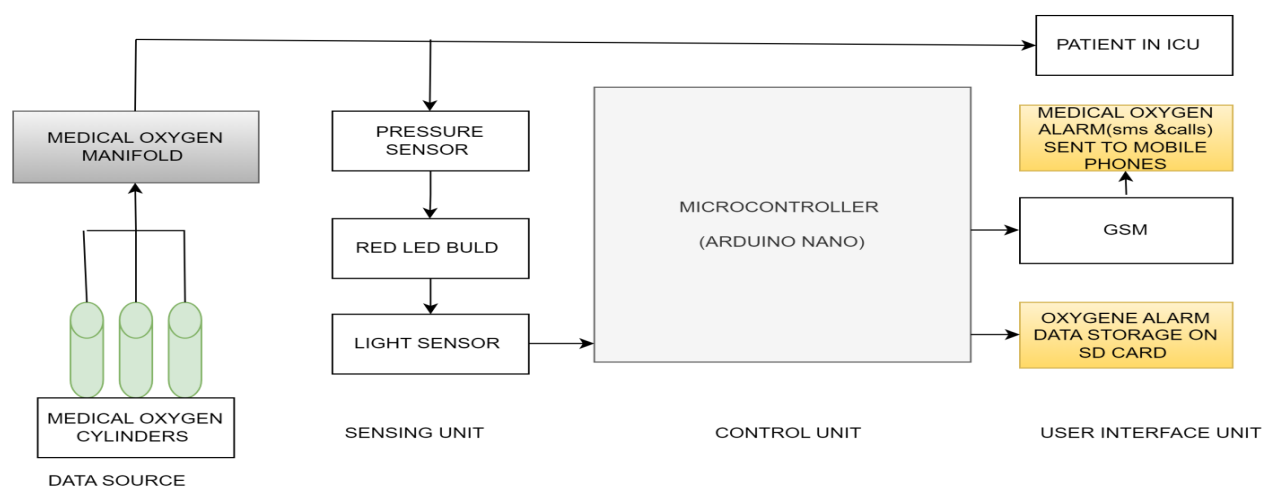 PATIENT IN ICU
MEDICAL OXYGEN
MANIFOLD
PRESSURE
SENSOR
MEDICAL OXYGEN
ALARM(sms &calls)
SENT TO MOBILE
PHONES
MICROCONTROLLER
(ARDUINO NANO)
RED LED BULD
GSM
LIGHT SENSOR
OXYGENE ALARM
DATA STORAGE ON
SD CARD
MEDICAL OXYGEN
CYLINDERS
SENSING UNIT
CONTROL UNIT
USER INTERFACE UNIT
DATA SOURCE